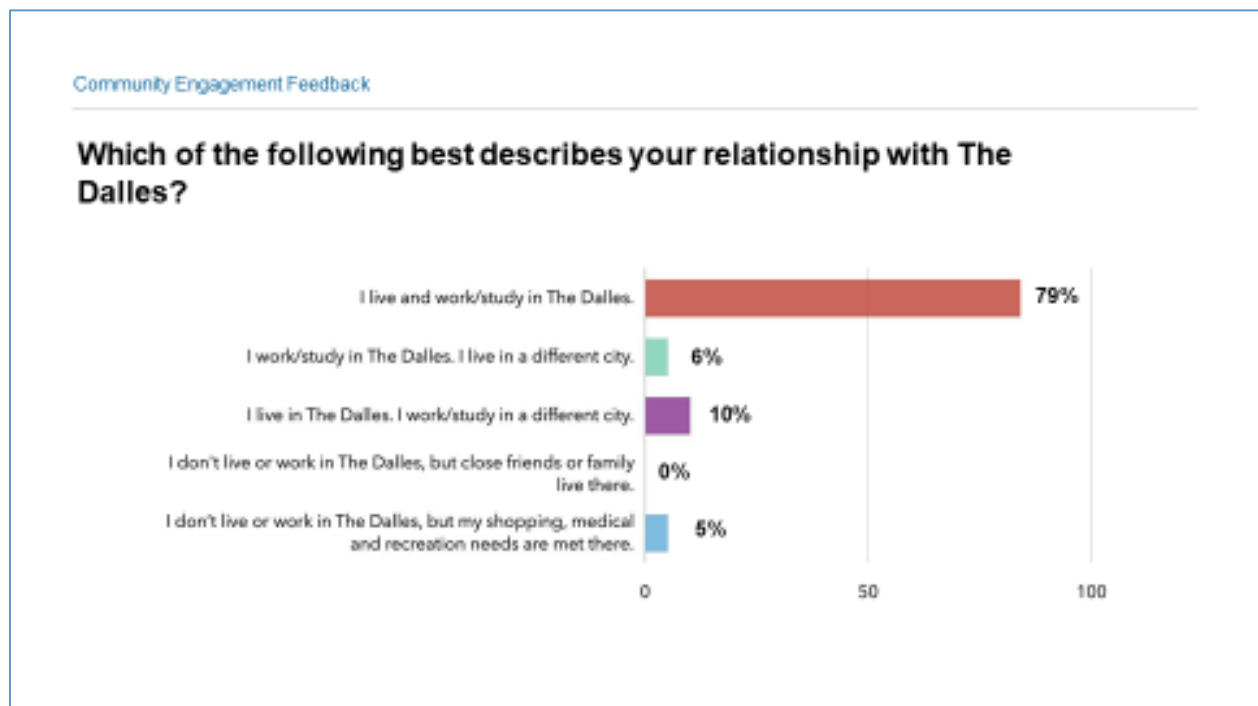 Community Engagement Feedback
Which of the following best describes your relationship with The
Dalles?
I live and work/study in The Dalles.
79%
I work/study in The Dalles. I live in a different city.
6%
I live in The Dalles. I work/study in a different city.
10%
I don't live or work in The Dalles, but close friends or family
live there.
0%
I don't live or work in The Dalles, but my shopping, medical
and recreation needs are met there.
5%
0
50
100